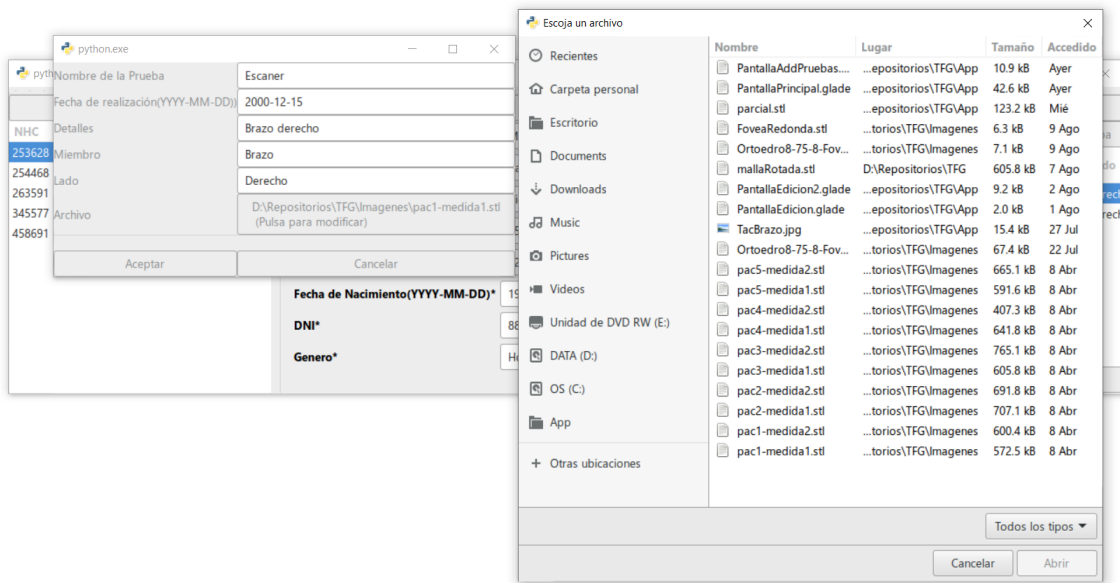 python.exe
Nombre de la Prueba Escaner
Fecha de realización(YYYY-MM-DD)) 2000-12-15
Detalles Brazo derecho
Miembro Brazo
Lado Derecho
Archivo D:\Repositorios\TFG\Imagenes\pac1-medida1.stl
(Pulsa para modificar)
Aceptar Cancelar
NHC
253628
254468
263591
345577
458691
Fecha de Nacimiento(YYYY-MM-DD)* 19
DNI* 88
Genero*
Escoja un archivo
Recientes
Carpeta personal
Escritorio
Documents
Downloads
Music
Pictures
Videos
Unidad de DVD RW (E:)
DATA (D:)
OS (C:)
App
Otras ubicaciones
Nombre Lugar Tamaño Accedido
PantallaAddPruebas.... ...epositorios\TFG\App 10.9 kB Ayer
PantallaPrincipal.glade ...epositorios\TFG\App 42.6 kB Ayer
parcial.stl ...epositorios\TFG\App 123.2 kB Mié
FoveaRedonda.stl ...torios\TFG\Imagenes 6.3 kB 9 Ago
Ortoedro8-75-8-Fov... ...torios\TFG\Imagenes 7.1 kB 9 Ago
mallaRotada.stl D:\Repositorios\TFG 605.8 kB 7 Ago
PantallaEdicion2.glade ...epositorios\TFG\App 9.2 kB 2 Ago
PantallaEdicion.glade ...epositorios\TFG\App 2.0 kB 1 Ago
TacBrazo.jpg ...epositorios\TFG\App 15.4 kB 27 Jul
Ortoedro8-75-8-Fov... ...torios\TFG\Imagenes 67.4 kB 22 Jul
pac5-medida2.stl ...torios\TFG\Imagenes 665.1 kB 8 Abr
pac5-medida1.stl ...torios\TFG\Imagenes 591.6 kB 8 Abr
pac4-medida2.stl ...torios\TFG\Imagenes 407.3 kB 8 Abr
pac4-medida1.stl ...torios\TFG\Imagenes 641.8 kB 8 Abr
pac3-medida2.stl ...torios\TFG\Imagenes 765.1 kB 8 Abr
pac3-medida1.stl ...torios\TFG\Imagenes 605.8 kB 8 Abr
pac2-medida2.stl ...torios\TFG\Imagenes 691.8 kB 8 Abr
pac2-medida1.stl ...torios\TFG\Imagenes 707.1 kB 8 Abr
pac1-medida2.stl ...torios\TFG\Imagenes 600.4 kB 8 Abr
pac1-medida1.stl ...torios\TFG\Imagenes 572.5 kB 8 Abr
Todos los tipos
Cancelar Abrir